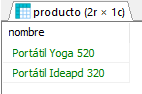 producto (2r × 1c)
nombre
Portátil Yoga 520
Portátil Ideapd 320